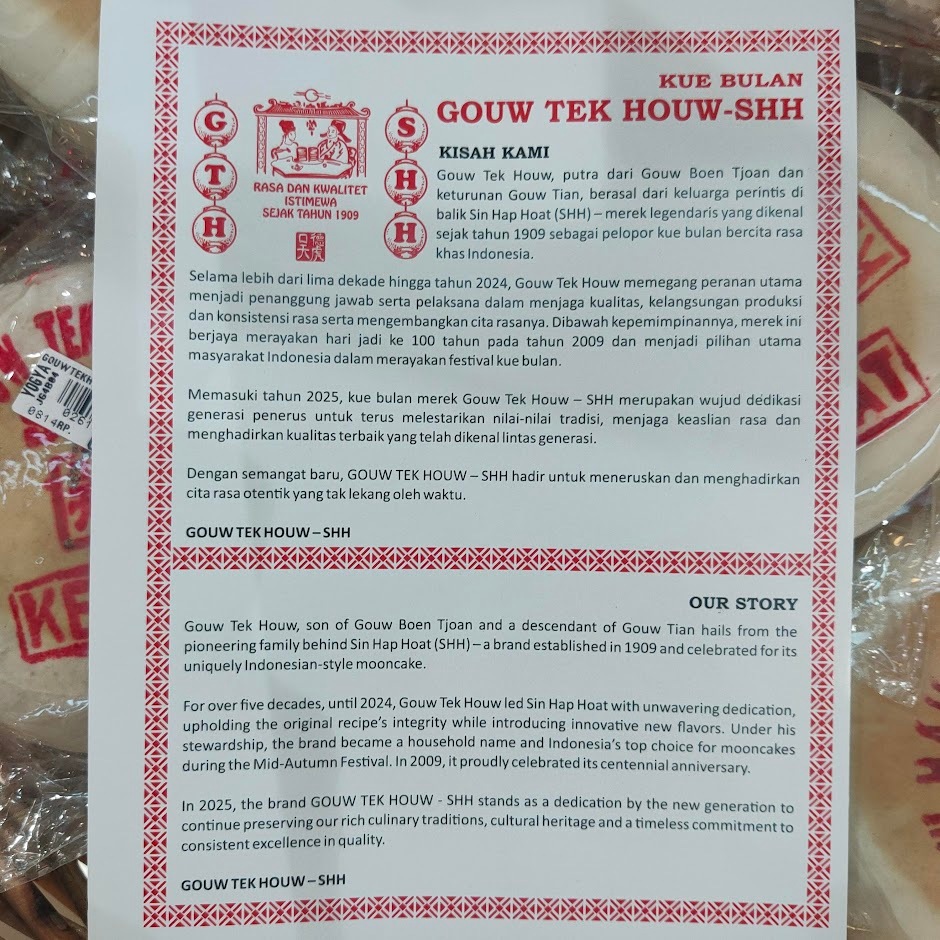 KUE BULAN
GOUW TEK HOUW-SHH
G
T
H
S
H
H
RASA DAN KWALITET
ISTIMEWA
SEJAK TAHUN 1909
KISAH KAMI
Gouw Tek Houw, putra dari Gouw Boen Tjoan dan
keturunan Gouw Tian, berasal dari keluarga perintis di
balik Sin Hap Hoat (SHH) – merek legendaris yang dikenal
sejak tahun 1909 sebagai pelopor kue bulan bercita rasa
khas Indonesia.
Selama lebih dari lima dekade hingga tahun 2024, Gouw Tek Houw memegang peranan utama
menjadi penanggung jawab serta pelaksana dalam menjaga kualitas, kelangsungan produksi
dan konsistensi rasa serta mengembangkan cita rasanya. Dibawah kepemimpinannya, merek ini
berjaya merayakan hari jadi ke 100 tahun pada tahun 2009 dan menjadi pilihan utama
masyarakat Indonesia dalam merayakan festival kue bulan.
Memasuki tahun 2025, kue bulan merek Gouw Tek Houw – SHH merupakan wujud dedikasi
generasi penerus untuk terus melestarikan nilai-nilai tradisi, menjaga keaslian rasa dan
menghadirkan kualitas terbaik yang telah dikenal lintas generasi.
Dengan semangat baru, GOUW TEK HOUW – SHH hadir untuk meneruskan dan menghadirkan
cita rasa otentik yang tak lekang oleh waktu.
GOUW TEK HOUW – SHH
OUR STORY
Gouw Tek Houw, son of Gouw Boen Tjoan and a descendant of Gouw Tian hails from the
pioneering family behind Sin Hap Hoat (SHH) – a brand established in 1909 and celebrated for its
uniquely Indonesian-style mooncake.
For over five decades, until 2024, Gouw Tek Houw led Sin Hap Hoat with unwavering dedication,
upholding the original recipe's integrity while introducing innovative new flavors. Under his
stewardship, the brand became a household name and Indonesia's top choice for mooncakes
during the Mid-Autumn Festival. In 2009, it proudly celebrated its centennial anniversary.
In 2025, the brand GOUW TEK HOUW - SHH stands as a dedication by the new generation to
continue preserving our rich culinary traditions, cultural heritage and a timeless commitment to
consistent excellence in quality.
GOUW TEK HOUW – SHH
YOGYA